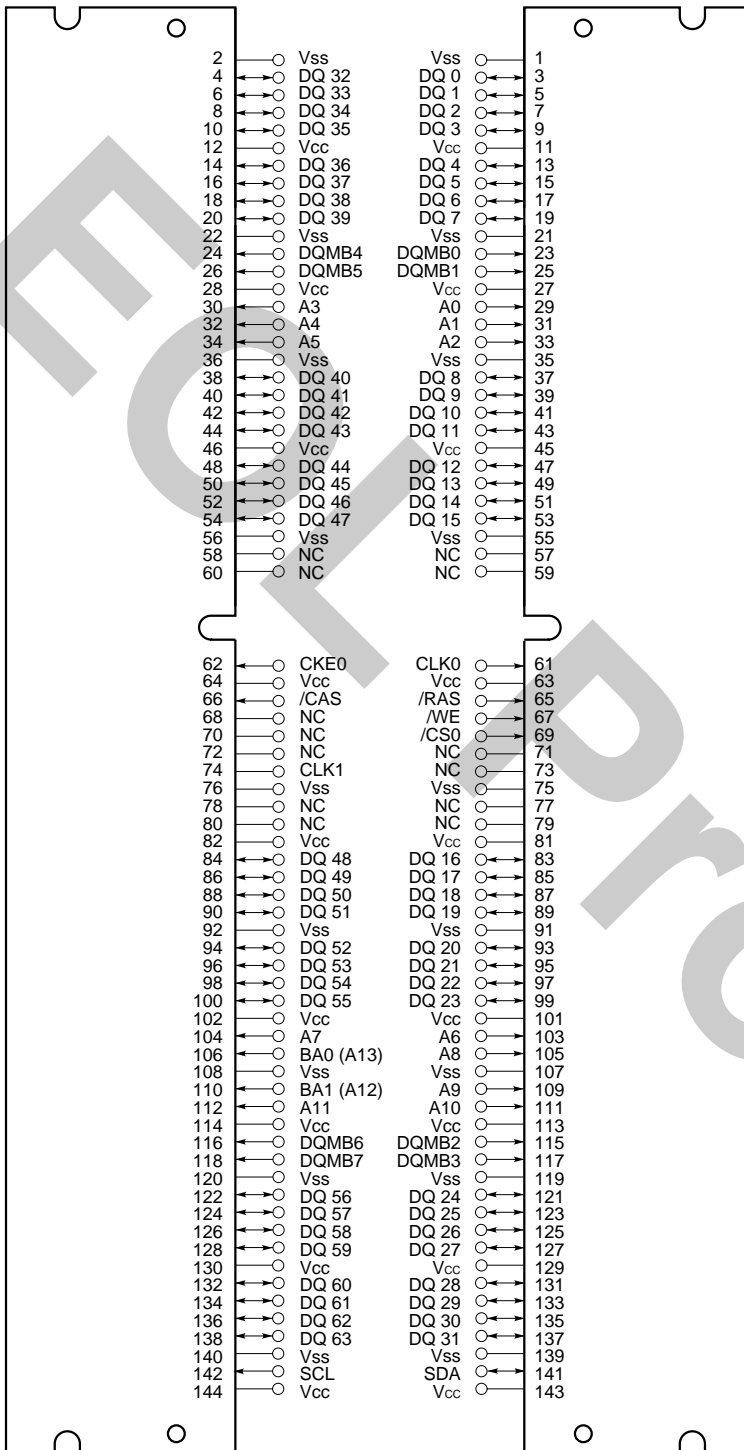 2 Vss Vss 1
4 DQ 32 DQ 0 3
6 DQ 33 DQ 1 5
8 DQ 34 DQ 2 7
10 DQ 35 DQ 3 9
12 Vcc Vcc 11
14 DQ 36 DQ 4 13
16 DQ 37 DQ 5 15
18 DQ 38 DQ 6 17
20 DQ 39 DQ 7 19
22 Vss Vss 21
24 DQMB4 DQMB0 23
26 DQMB5 DQMB1 25
28 Vcc Vcc 27
30 A3 A0 29
32 A4 A1 31
34 A5 A2 33
36 Vss Vss 35
38 DQ 40 DQ 8 37
40 DQ 41 DQ 9 39
42 DQ 42 DQ 10 41
44 DQ 43 DQ 11 43
46 Vcc Vcc 45
48 DQ 44 DQ 12 47
50 DQ 45 DQ 13 49
52 DQ 46 DQ 14 51
54 DQ 47 DQ 15 53
56 Vss Vss 55
58 NC NC 57
60 NC NC 59
62 CKE0 CLK0 61
64 Vcc Vcc 63
66 /CAS /RAS 65
68 NC /WE 67
70 NC /CS0 69
72 NC NC 71
74 CLK1 NC 73
76 Vss Vss 75
78 NC NC 77
80 NC NC 79
82 Vcc Vcc 81
84 DQ 48 DQ 16 83
86 DQ 49 DQ 17 85
88 DQ 50 DQ 18 87
90 DQ 51 DQ 19 89
92 Vss Vss 91
94 DQ 52 DQ 20 93
96 DQ 53 DQ 21 95
98 DQ 54 DQ 22 97
100 DQ 55 DQ 23 99
102 Vcc Vcc 101
104 A7 A6 103
106 BA0 (A13) A8 105
108 Vss Vss 107
110 BA1 (A12) A9 109
112 A11 A10 111
114 Vcc Vcc 113
116 DQMB6 DQMB2 115
118 DQMB7 DQMB3 117
120 Vss Vss 119
122 DQ 56 DQ 24 121
124 DQ 57 DQ 25 123
126 DQ 58 DQ 26 125
128 DQ 59 DQ 27 127
130 Vcc Vcc 129
132 DQ 60 DQ 28 131
134 DQ 61 DQ 29 133
136 DQ 62 DQ 30 135
138 DQ 63 DQ 31 137
140 Vss Vss 139
142 SCL SDA 141
144 Vcc Vcc 143
EOL Pro